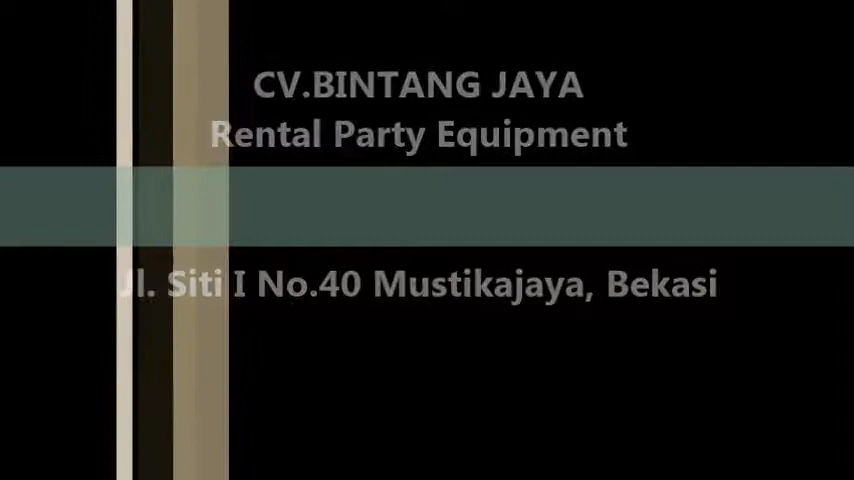 CV.BINTANG JAYA
Rental Party Equipment
Jl. Siti I No.40 Mustikajaya, Bekasi